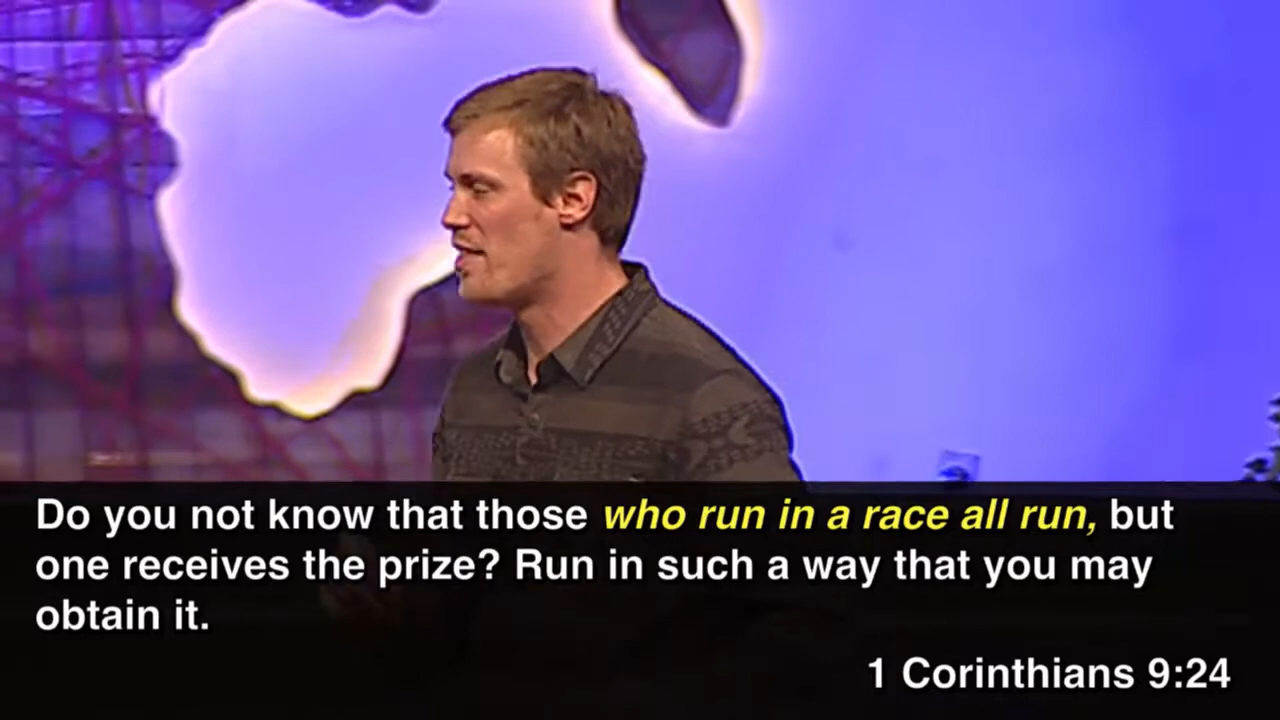 Do you not know that those who run in a race all run, but
one receives the prize? Run in such a way that you may
obtain it.
1 Corinthians 9:24